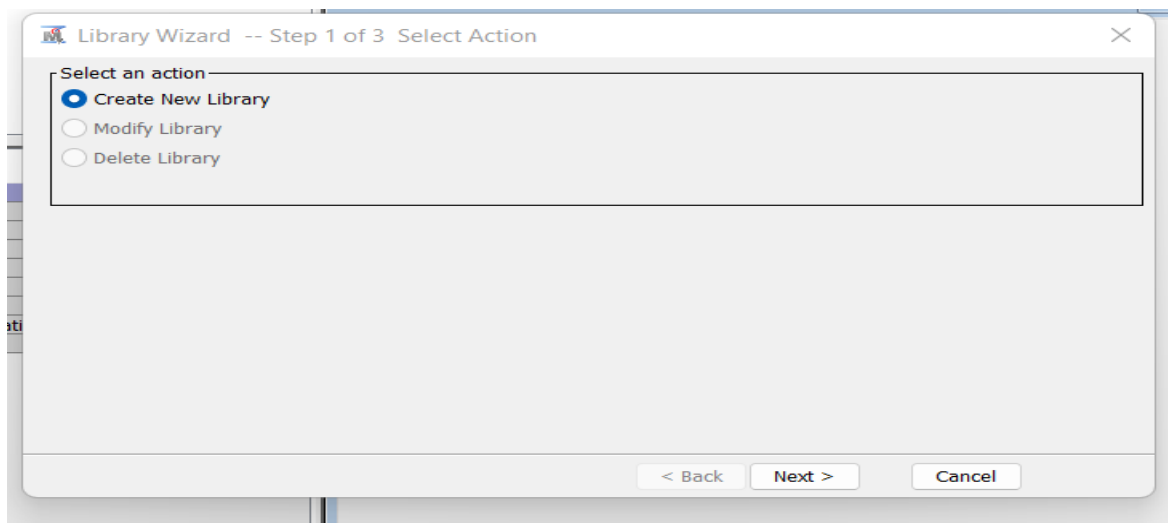 Library Wizard -- Step 1 of 3 Select Action
Select an action
Create New Library
Modify Library
Delete Library
ati
< Back Next > Cancel